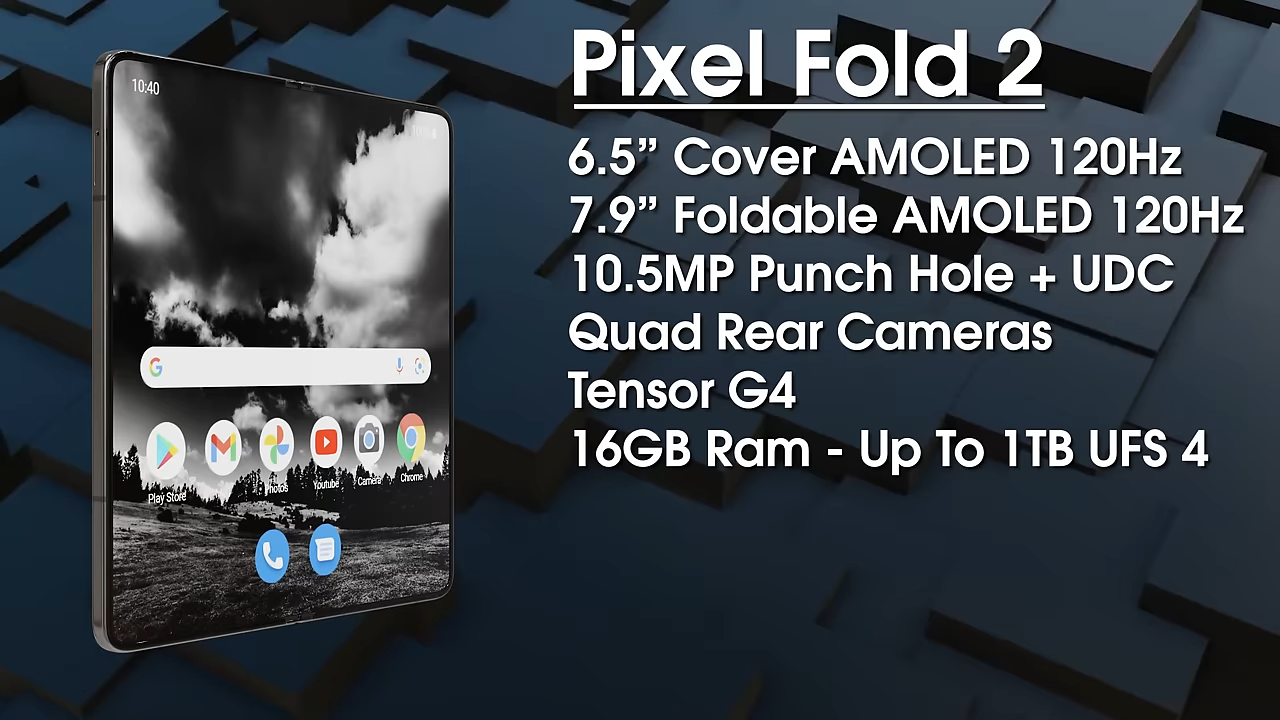 Pixel Fold 2
6.5” Cover AMOLED 120Hz
7.9” Foldable AMOLED 120Hz
10.5MP Punch Hole + UDC
Quad Rear Cameras
Tensor G4
16GB Ram - Up To 1TB UFS 4
10:40
G
Play Store
Photos
Youtube
Camera
Chrome